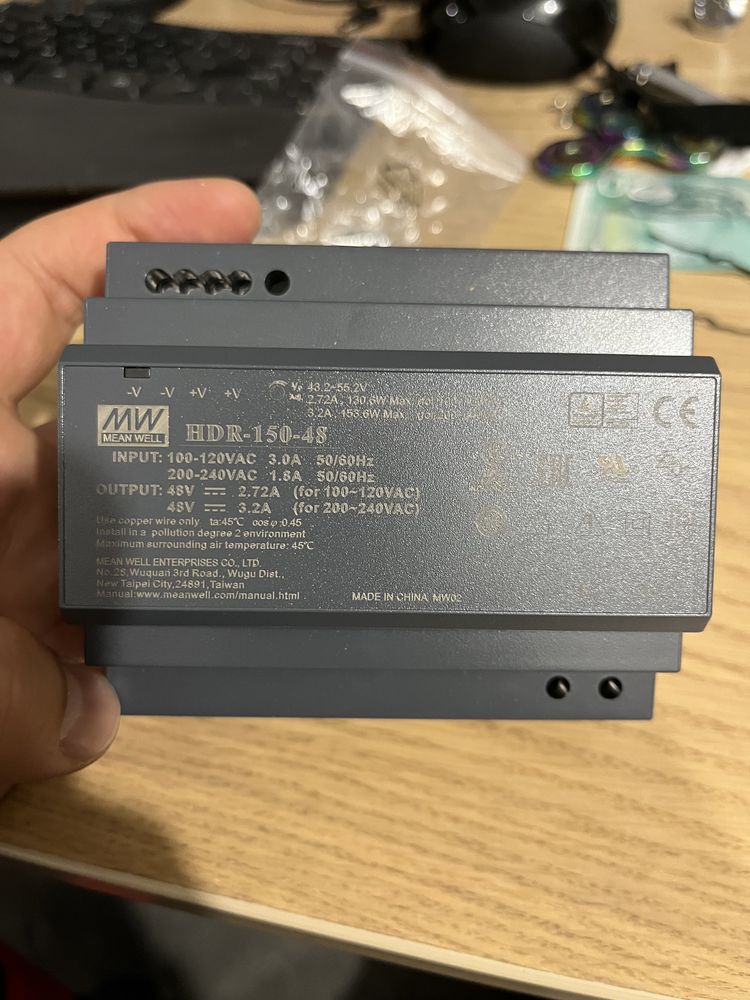 -V -V +V +V
43.2~55.2V
2.72A, 130.6W Max.
3.2A, 153.6W Max.
MW
MEAN WELL
HDR-150-48
INPUT: 100-120VAC 3.0A 50/60Hz
200-240VAC 1.8A 50/60Hz
OUTPUT: 48V ⎓ 2.72A (for 100~120VAC)
48V ⎓ 3.2A (for 200~240VAC)
Use copper wire only ta:45℃ cosφ:0.45
Install in a pollution degree 2 environment
Maximum surrounding air temperature: 45℃
MEAN WELL ENTERPRISES CO., LTD.
No.28,Wuquan 3rd Road., Wugu Dist.,
New Taipei City,24891,Taiwan
Manual:www.meanwell.com/manual.html
MADE IN CHINA MW02
CE